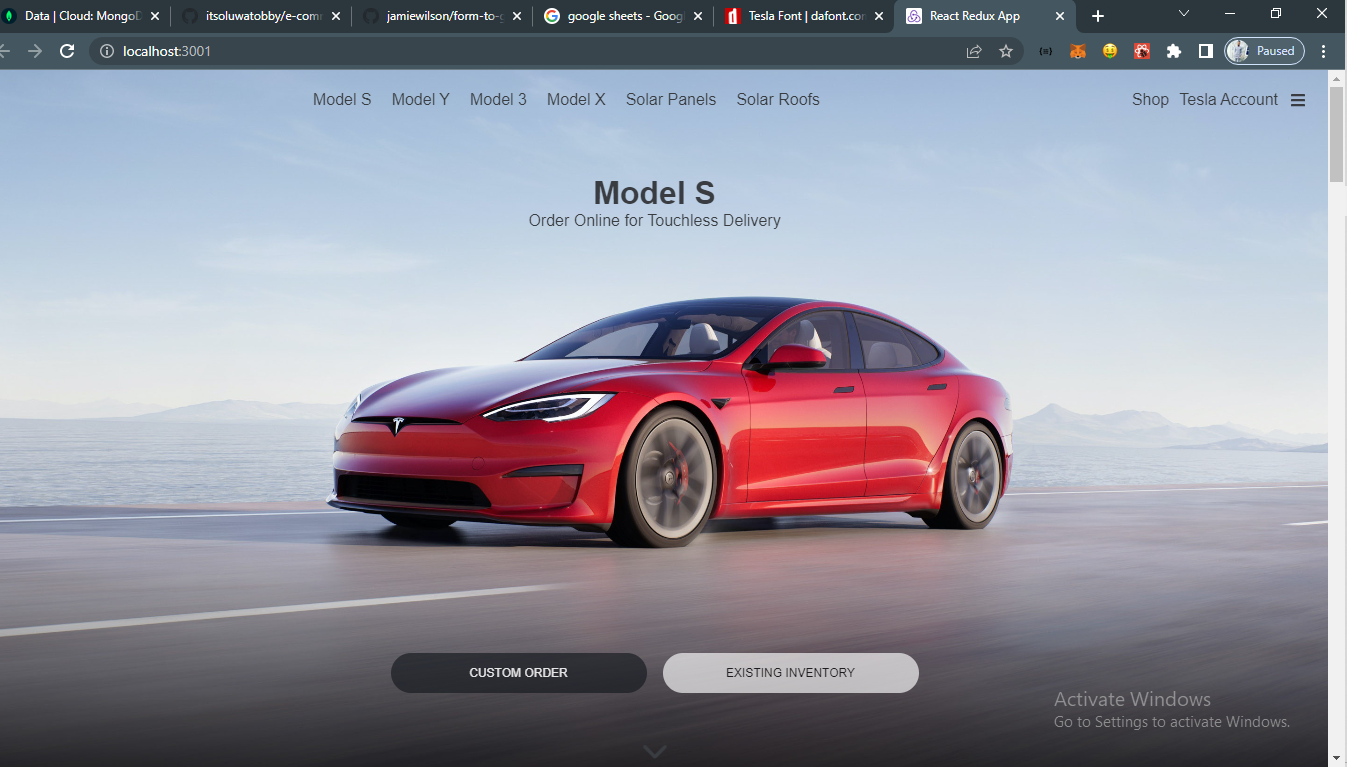 Data | Cloud: MongoD
itsoluwatobby/e-com
jamiewilson/form-to-g
google sheets - Goog
Tesla Font | dafont.com
React Redux App
localhost:3001
Paused
Model S Model Y Model 3 Model X Solar Panels Solar Roofs Shop Tesla Account
Model S
Order Online for Touchless Delivery
CUSTOM ORDER
EXISTING INVENTORY
Activate Windows
Go to Settings to activate Windows.